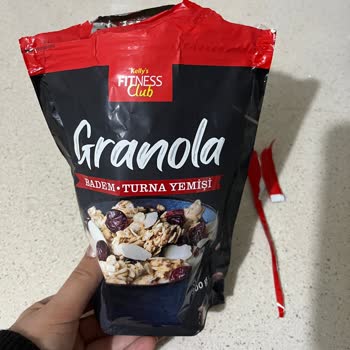 Kelly's
FITNESS
Club
Granola
BADEM • TURNA YEMİŞİ